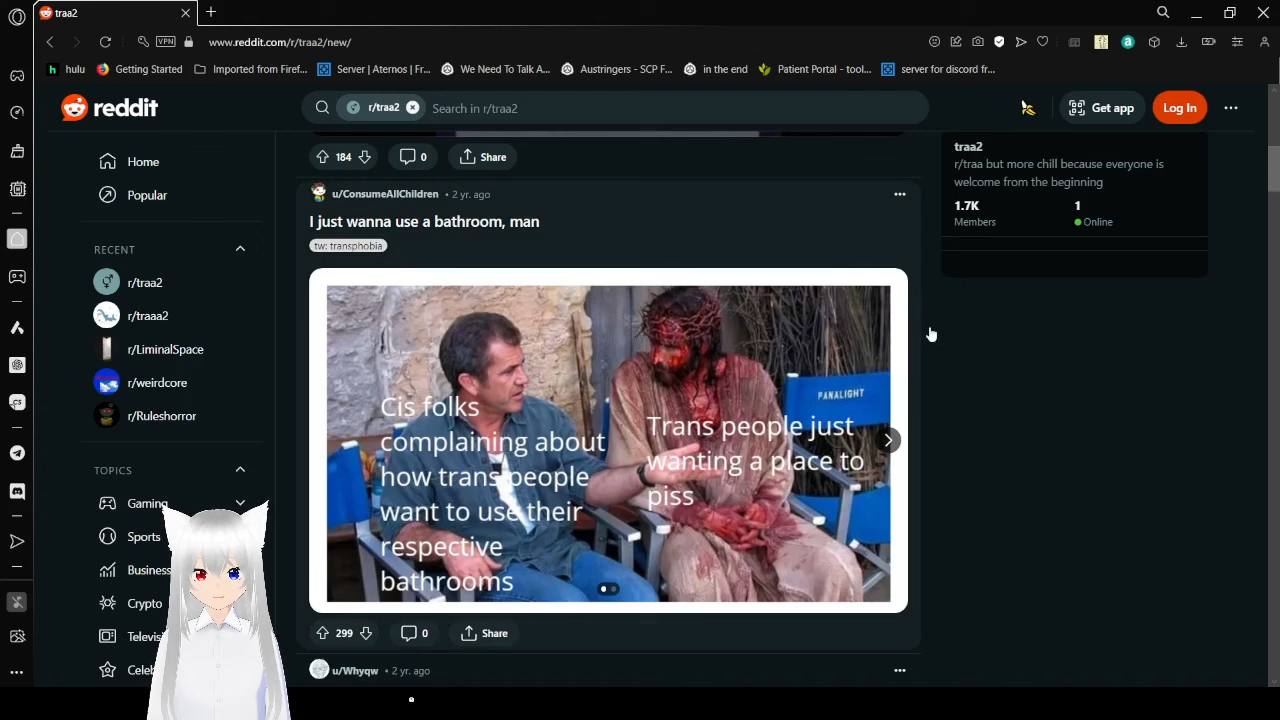 traa2
VPN
www.reddit.com/r/traa2/new/
hulu
Getting Started
Imported from Firef...
Server | Aternos | Fr...
We Need To Talk A...
Austringers - SCP F...
in the end
Patient Portal - tool...
server for discord fr...
reddit
r/traa2
Search in r/traa2
Get app
Log In
Home
Popular
RECENT
r/traa2
r/traaa2
r/LiminalSpace
r/weirdcore
r/Ruleshorror
TOPICS
Gaming
Sports
Business
Crypto
Televisi
Celeb
184
0
Share
u/ConsumeAllChildren • 2 yr. ago
I just wanna use a bathroom, man
tw: transphobia
Cis folks
complaining about
how trans people
want to use their
respective
bathrooms
Trans people just
wanting a place to
piss
PANALIGHT
299
0
Share
u/Whyqw • 2 yr. ago
traa2
r/traa but more chill because everyone is
welcome from the beginning
1.7K
1
Members
Online